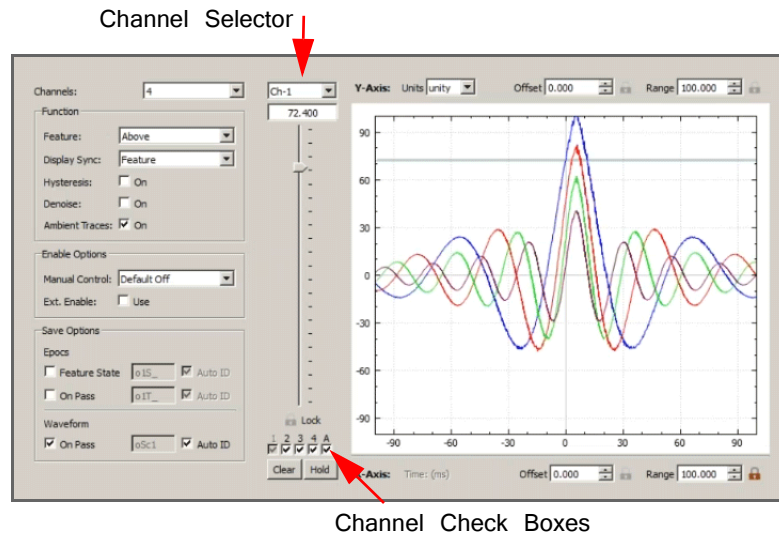 Channel Selector
Channels: 4
Function
Feature: Above
Display Sync: Feature
Hysteresis: On
Denoise: On
Ambient Traces: On
Enable Options
Manual Control: Default Off
Ext. Enable: Use
Save Options
Epocs
Feature State o1S_ Auto ID
On Pass o1T_ Auto ID
Waveform
On Pass oSc1 Auto ID
Ch-1
72.400
Lock
1 2 3 4 A
Clear Hold
Y-Axis: Units unity Offset 0.000 Range 100.000
90
60
30
0
-30
-60
-90
-90 -60 -30 0 30 60 90
X-Axis: Time: (ms) Offset 0.000 Range 100.000
Channel Check Boxes